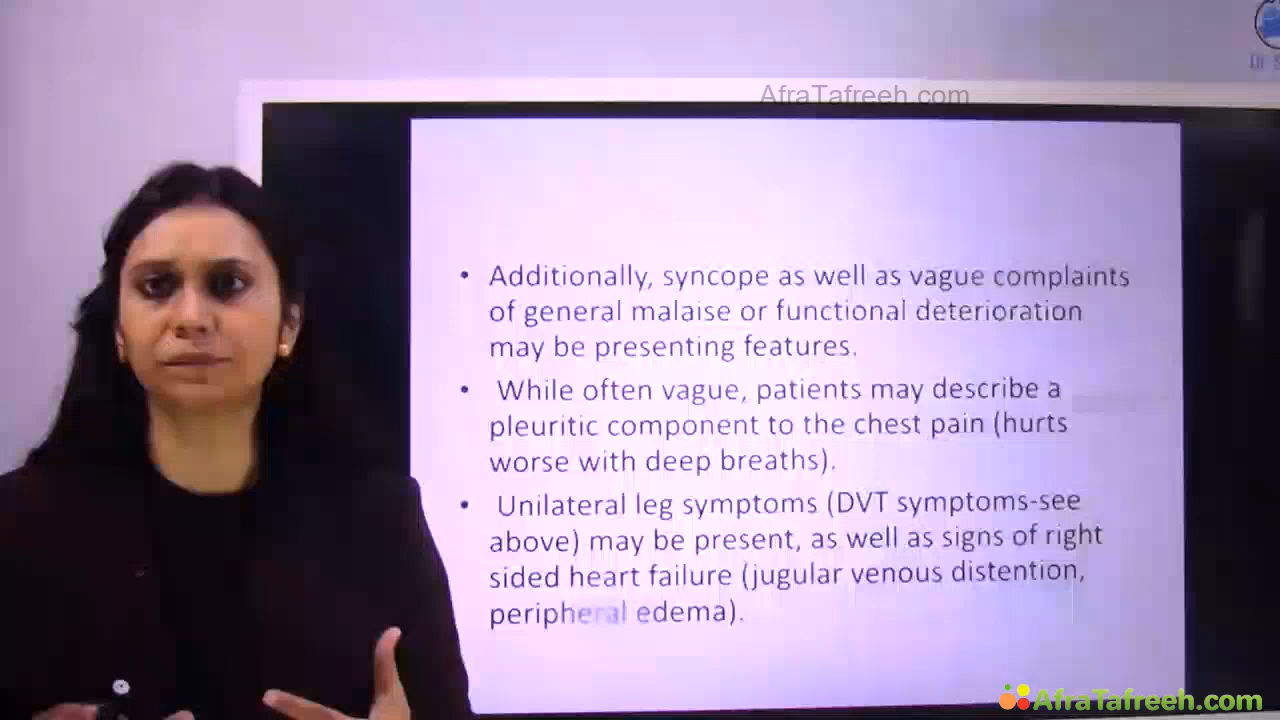 AfraTafreeh.com
• Additionally, syncope as well as vague complaints
of general malaise or functional deterioration
may be presenting features.
• While often vague, patients may describe a
pleuritic component to the chest pain (hurts
worse with deep breaths).
• Unilateral leg symptoms (DVT symptoms-see
above) may be present, as well as signs of right
sided heart failure (jugular venous distention,
peripheral edema).
AfraTafreeh.com